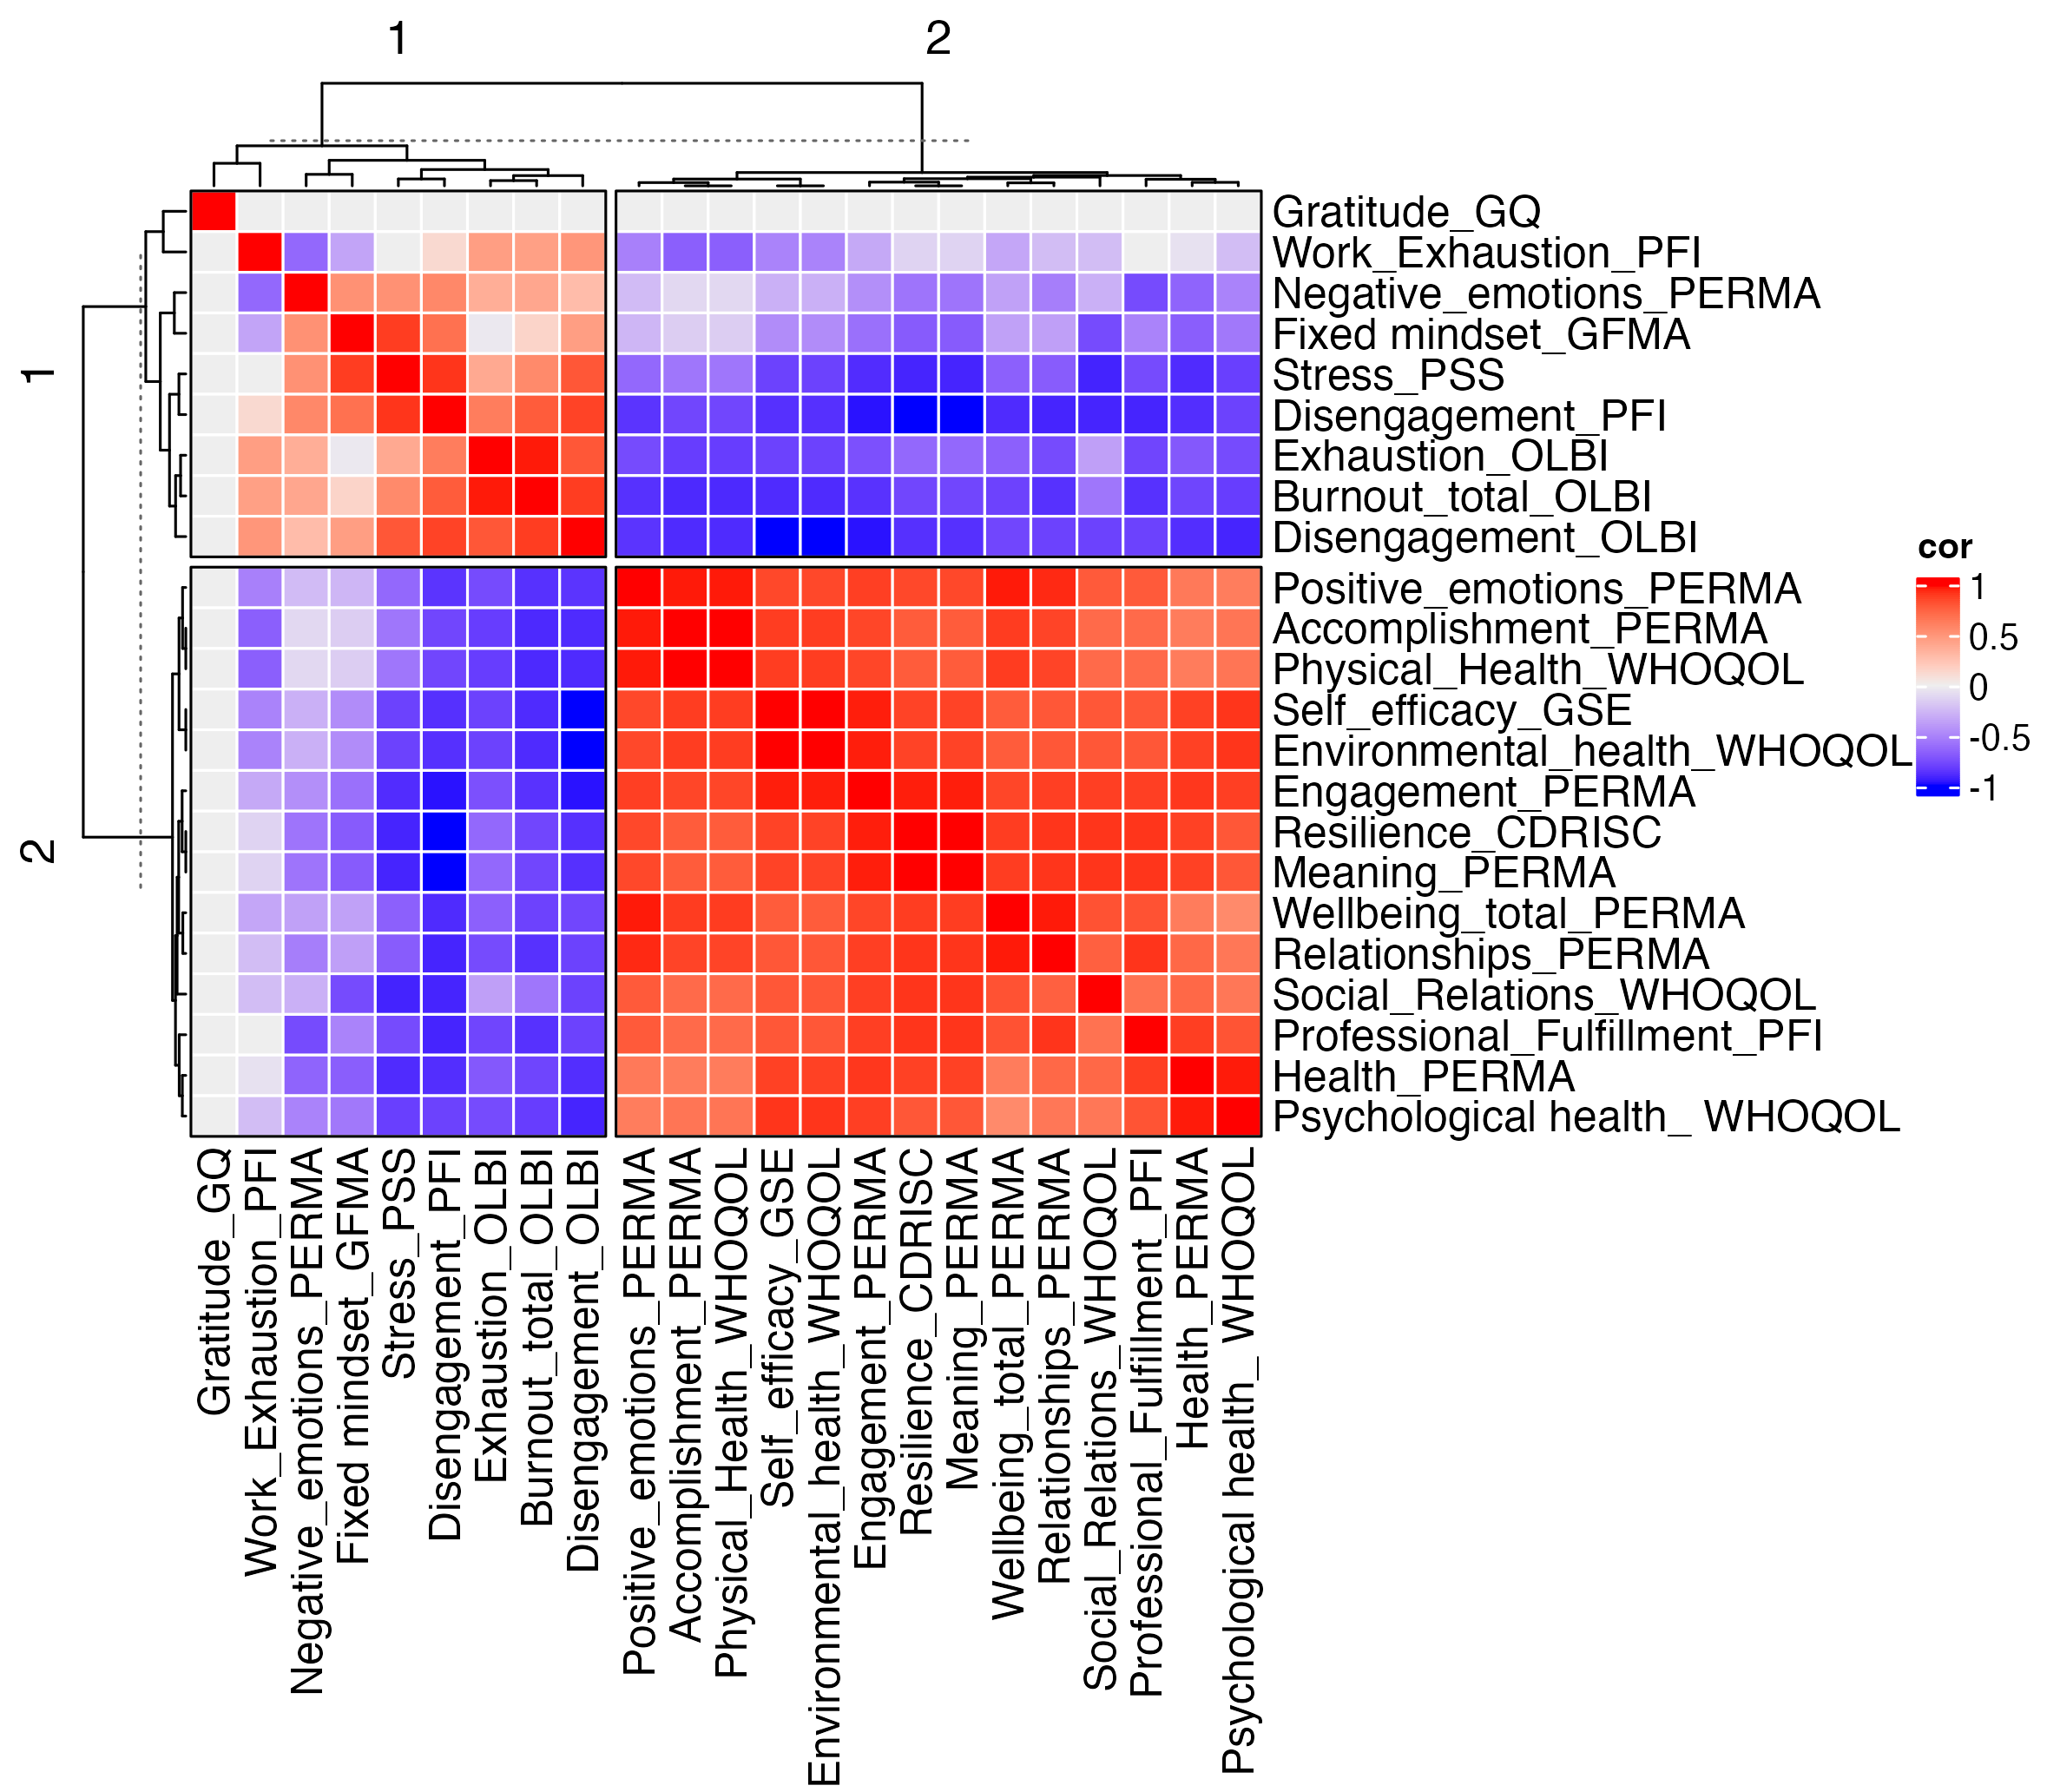 1
2
1
2
Gratitude_GQ
Work_Exhaustion_PFI
Negative_emotions_PERMA
Fixed mindset_GFMA
Stress_PSS
Disengagement_PFI
Exhaustion_OLBI
Burnout_total_OLBI
Disengagement_OLBI
Positive_emotions_PERMA
Accomplishment_PERMA
Physical_Health_WHOQOL
Self_efficacy_GSE
Environmental_health_WHOQOL
Engagement_PERMA
Resilience_CDRISC
Meaning_PERMA
Wellbeing_total_PERMA
Relationships_PERMA
Social_Relations_WHOQOL
Professional_Fulfillment_PFI
Health_PERMA
Psychological health_ WHOQOL
cor
1
0.5
0
-0.5
-1
Gratitude_GQ
Work_Exhaustion_PFI
Negative_emotions_PERMA
Fixed mindset_GFMA
Stress_PSS
Disengagement_PFI
Exhaustion_OLBI
Burnout_total_OLBI
Disengagement_OLBI
Positive_emotions_PERMA
Accomplishment_PERMA
Physical_Health_WHOQOL
Self_efficacy_GSE
Environmental_health_WHOQOL
Engagement_PERMA
Resilience_CDRISC
Meaning_PERMA
Wellbeing_total_PERMA
Relationships_PERMA
Social_Relations_WHOQOL
Professional_Fulfillment_PFI
Health_PERMA
Psychological health_ WHOQOL